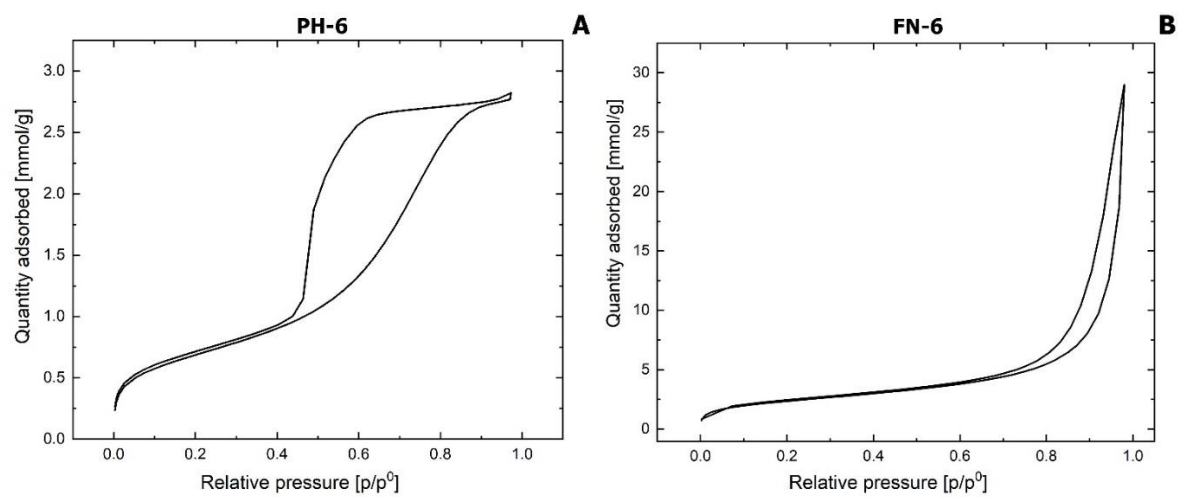 PH-6
A
Quantity adsorbed [mmol/g]
3.0
2.5
2.0
1.5
1.0
0.5
0.0
0.0 0.2 0.4 0.6 0.8 1.0
Relative pressure [p/p⁰]
FN-6
B
Quantity adsorbed [mmol/g]
30
25
20
15
10
5
0
0.0 0.2 0.4 0.6 0.8 1.0
Relative pressure [p/p⁰]